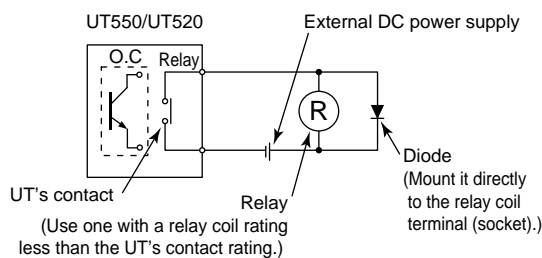 UT550/UT520
External DC power supply
O.C
Relay
R
UT's contact
Relay
(Use one with a relay coil rating
less than the UT's contact rating.)
Diode
(Mount it directly
to the relay coil
terminal (socket).)